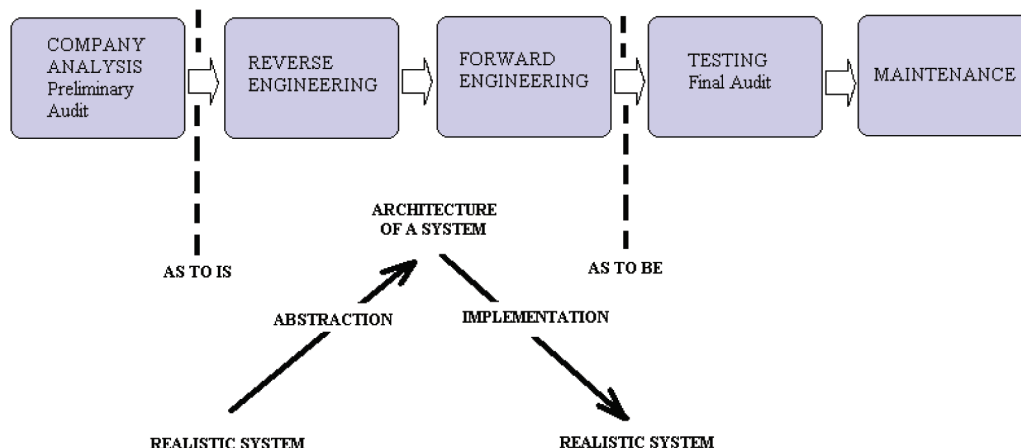 COMPANY
ANALYSIS
Preliminary
Audit
REVERSE
ENGINEERING
FORWARD
ENGINEERING
TESTING
Final Audit
MAINTENANCE
ARCHITECTURE
OF A SYSTEM
AS TO IS
AS TO BE
ABSTRACTION
IMPLEMENTATION
REALISTIC SYSTEM
REALISTIC SYSTEM